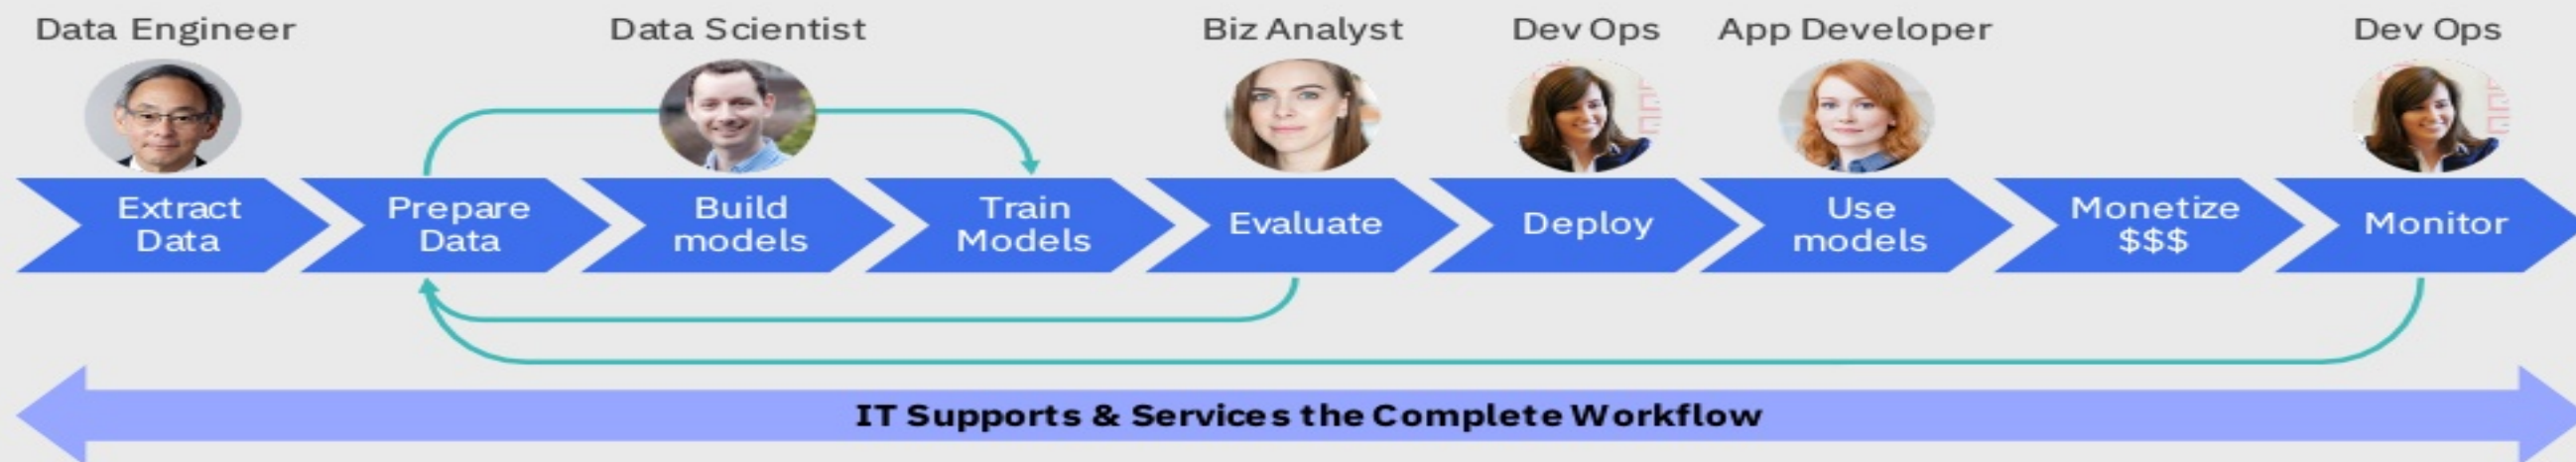 Data Engineer
Data Scientist
Biz Analyst
Dev Ops
App Developer
Dev Ops
Extract
Data
Prepare
Data
Build
models
Train
Models
Evaluate
Deploy
Use
models
Monetize
$$$
Monitor
IT Supports & Services the Complete Workflow